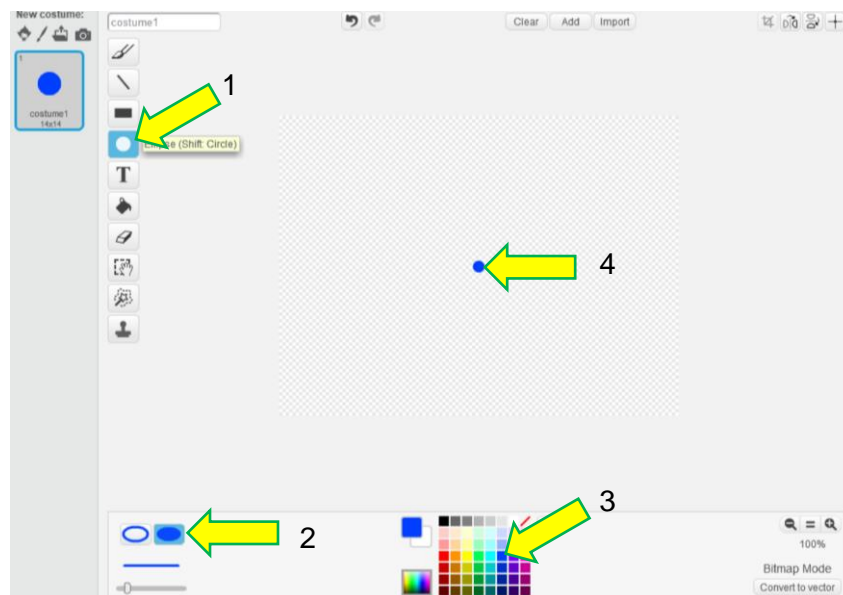 New costume:
costume1
Clear Add Import
1
1
costume1
14x14
Ellipse (Shift: Circle)
T
4
3
2
100%
Bitmap Mode
Convert to vector